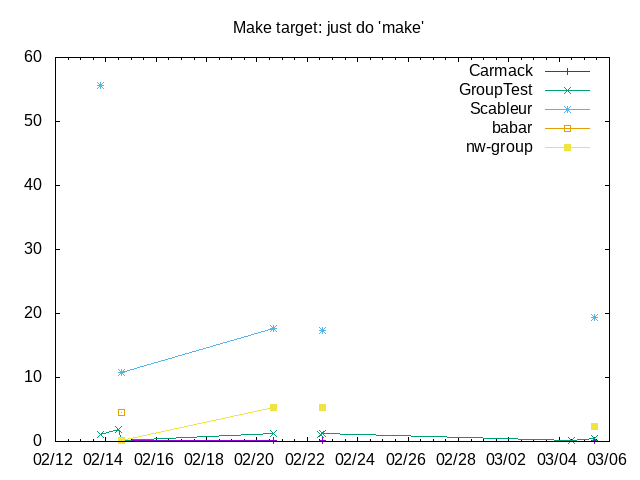 Make target: just do 'make'
60
50
40
30
20
10
0
Carmack
GroupTest
Scableur
babar
nw-group
02/12 02/14 02/16 02/18 02/20 02/22 02/24 02/26 02/28 03/02 03/04 03/06